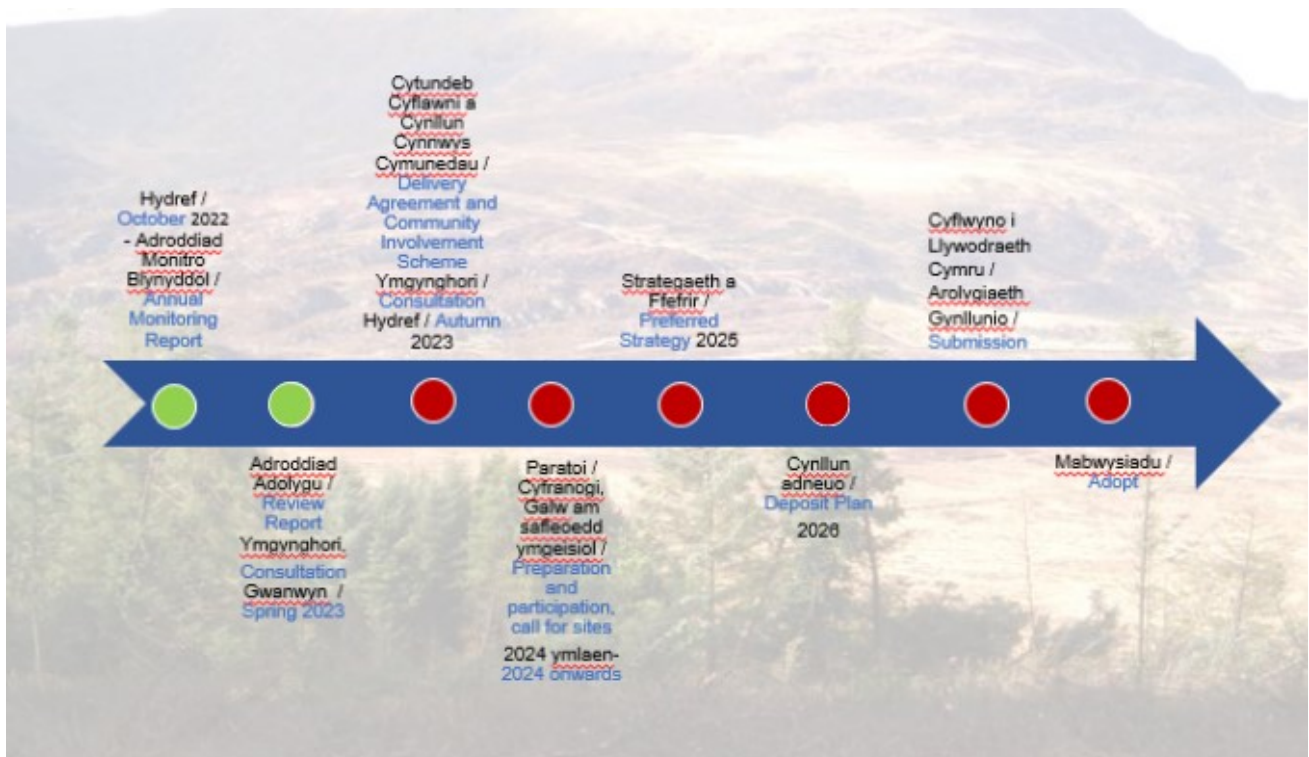 Hydref /
October 2022
- Adroddiad
Monitro
Blynyddol /
Annual
Monitoring
Report
Adroddiad
Adolygu /
Review
Report
Ymgynghori,
Consultation
Gwanwyn /
Spring 2023
Cytundeb
Cyflawni a
Cynllun
Cynnwys
Cymunedau /
Delivery
Agreement and
Community
Involvement
Scheme
Ymgynghori /
Consultation
Hydref / Autumn
2023
Paratoi /
Cyfranogi,
Galw am
safleoedd
ymgeisiol /
Preparation
and
participation,
call for sites
2024 ymlaen-
2024 onwards
Strategaeth a
Ffefrir /
Preferred
Strategy 2025
Cynllun
adneuo /
Deposit Plan
2026
Cyflwyno i
Llywodraeth
Cymru /
Arolygiaeth
Gynllunio /
Submission
Mabwysiadu /
Adopt